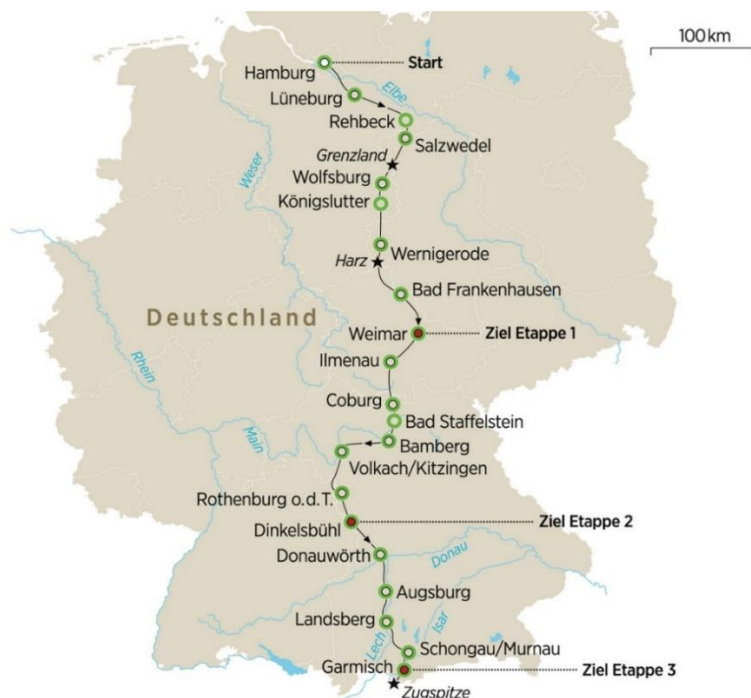 100 km
Hamburg
Start
Lüneburg
Elbe
Rehbeck
Salzwedel
Grenzland
Weser
Wolfsburg
Königslutter
Wernigerode
Harz
Bad Frankenhausen
Deutschland
Weimar
Ziel Etappe 1
Ilmenau
Rhein
Coburg
Bad Staffelstein
Main
Bamberg
Volkach/Kitzingen
Rothenburg o.d.T.
Dinkelsbühl
Ziel Etappe 2
Donauwörth
Donau
Augsburg
Landsberg
Isar
Lech
Schongau/Murnau
Garmisch
Ziel Etappe 3
Zugspitze